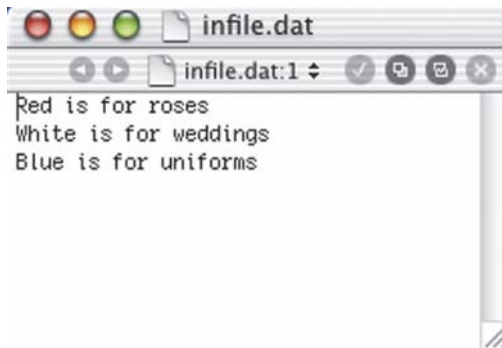 infile.dat
infile.dat:1
Red is for roses
White is for weddings
Blue is for uniforms